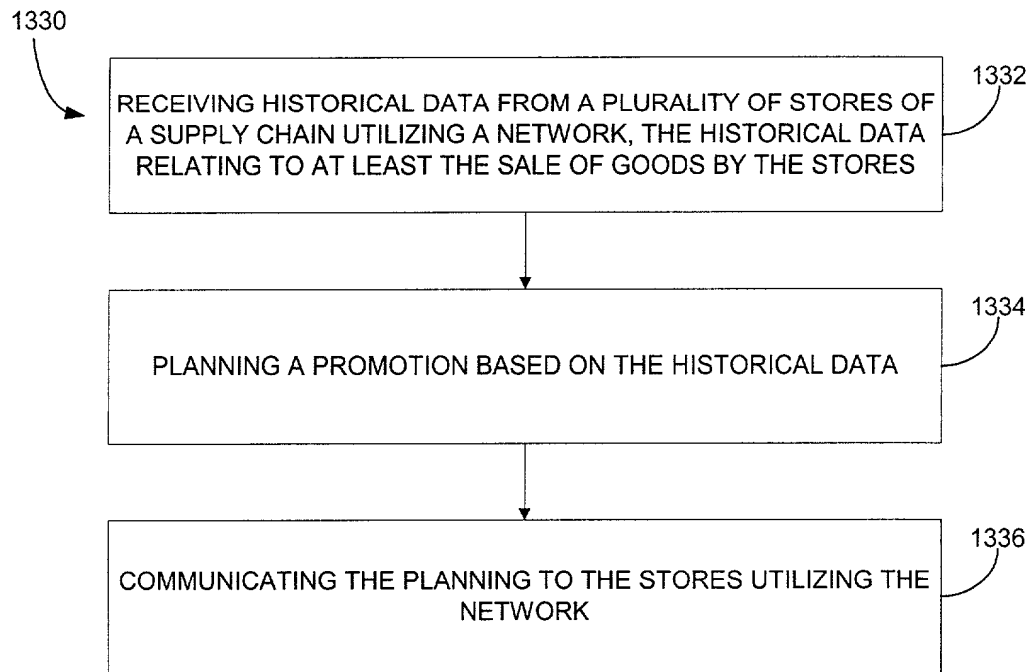 1330
1332
RECEIVING HISTORICAL DATA FROM A PLURALITY OF STORES OF
A SUPPLY CHAIN UTILIZING A NETWORK, THE HISTORICAL DATA
RELATING TO AT LEAST THE SALE OF GOODS BY THE STORES
1334
PLANNING A PROMOTION BASED ON THE HISTORICAL DATA
1336
COMMUNICATING THE PLANNING TO THE STORES UTILIZING THE
NETWORK